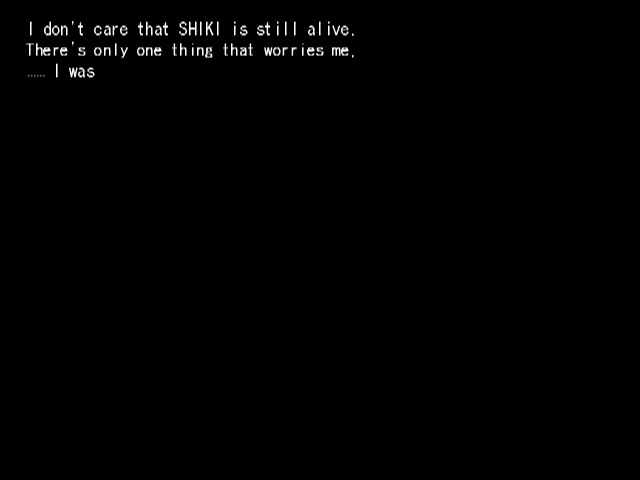 I don't care that SHIKI is still alive.
There's only one thing that worries me.
…… I was